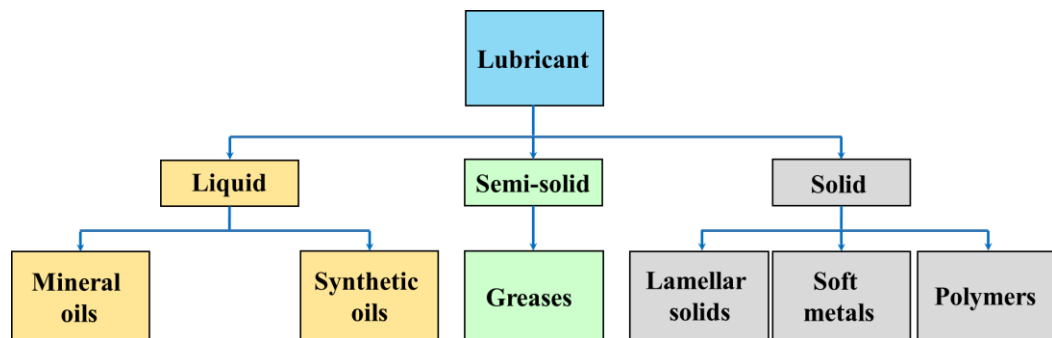 Lubricant
Liquid
Semi-solid
Solid
Mineral
oils
Synthetic
oils
Greases
Lamellar
solids
Soft
metals
Polymers